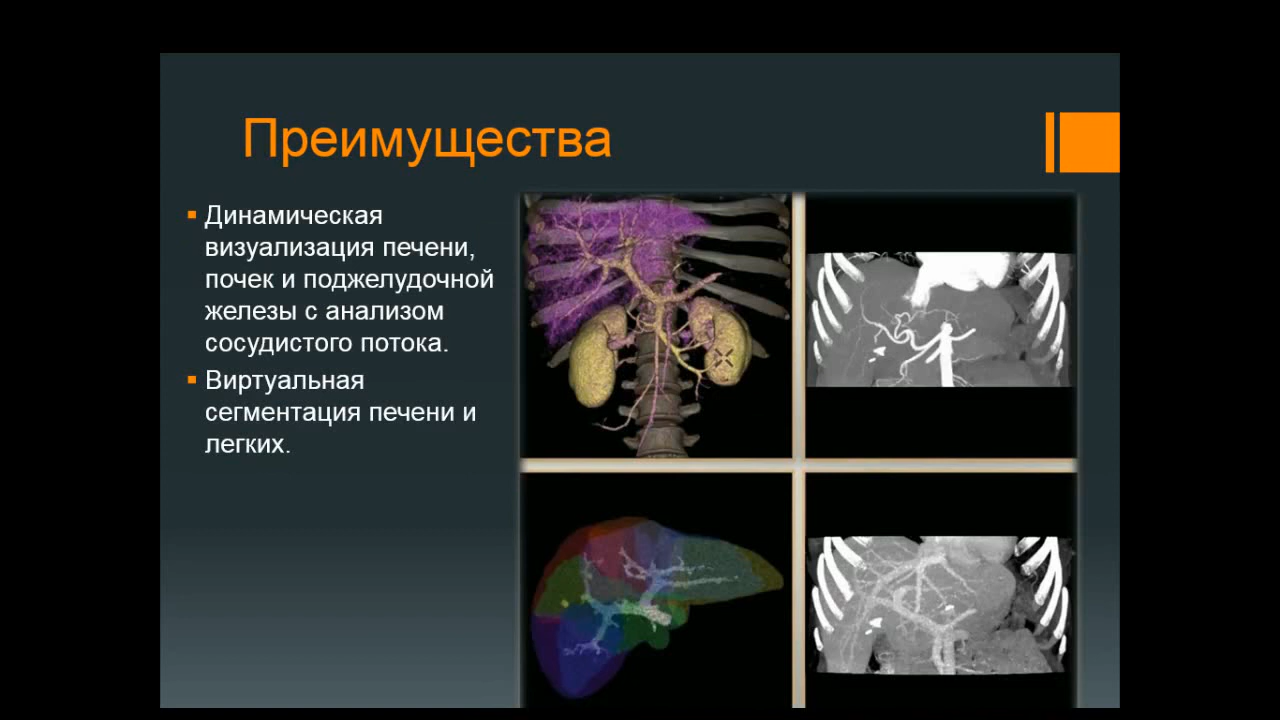 Преимущества
Динамическая
визуализация печени,
почек и поджелудочной
железы с анализом
сосудистого потока.
Виртуальная
сегментация печени и
легких.